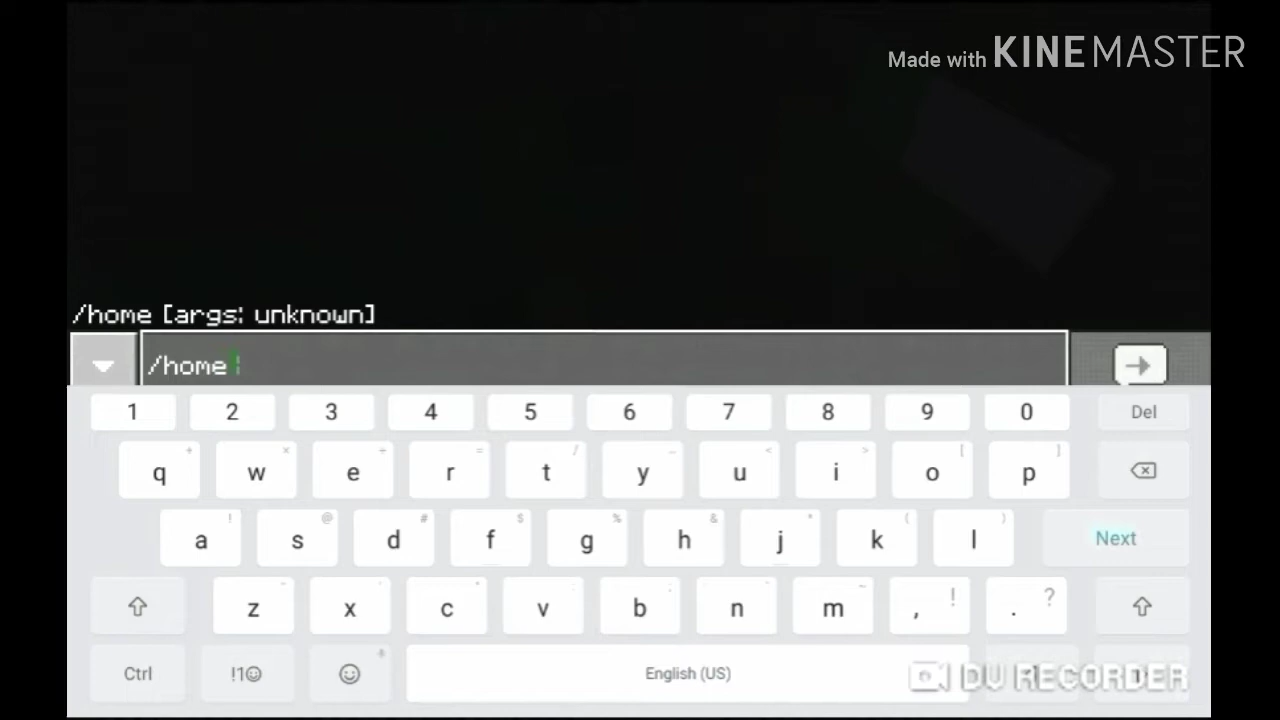 Made with KINEMASTER
/home [args: unknown]
/home
1 2 3 4 5 6 7 8 9 0 Del
q w e r t y u i o p
a s d f g h j k l Next
z x c v b n m , ! . ?
Ctrl !1☺ English (US) DU RECORDER